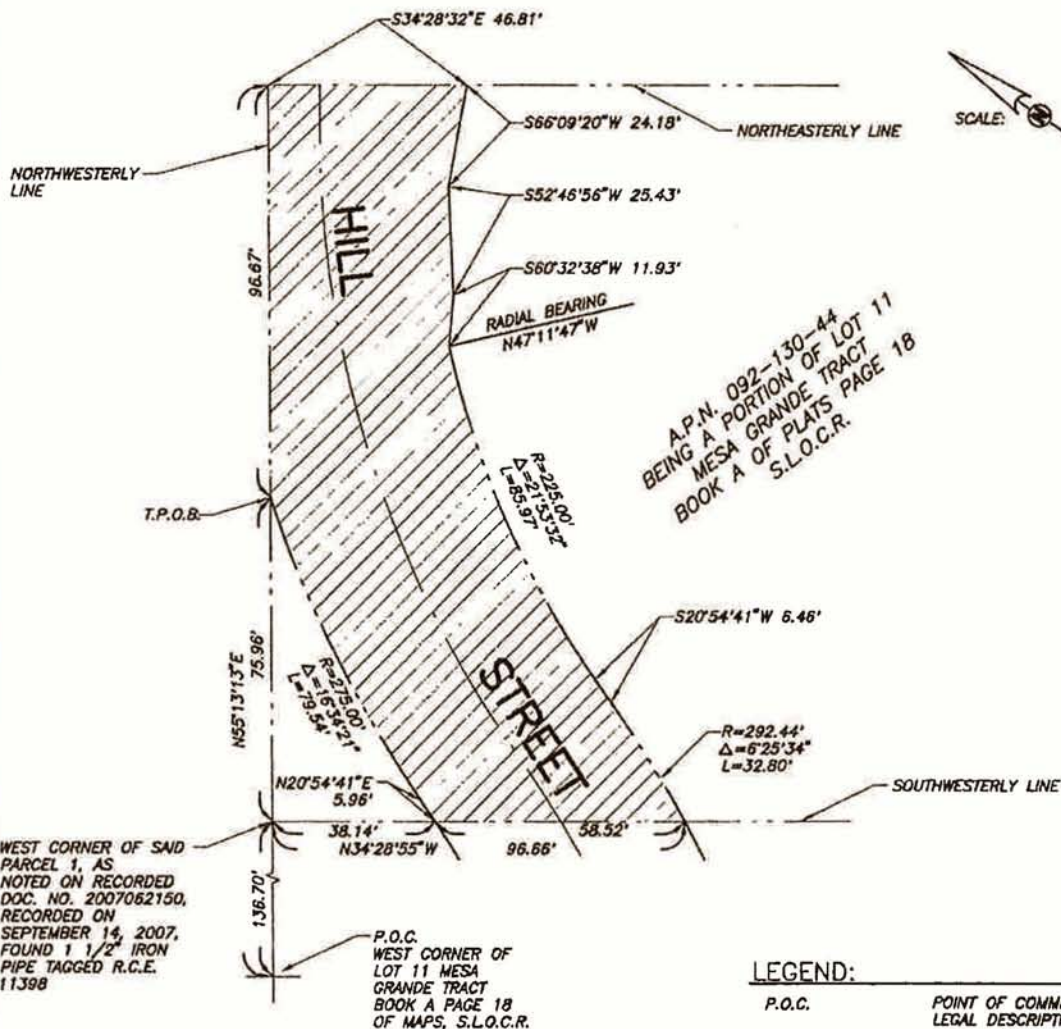 S34°28'32"E 46.81'
S66°09'20"W 24.18'
NORTHEASTERLY LINE
SCALE:
NORTHWESTERLY
LINE
S52°46'56"W 25.43'
HILL
S60°32'38"W 11.93'
96.67'
RADIAL BEARING
N47°11'47"W
A.P.N. 092-130-44
BEING A PORTION OF LOT 11
MESA GRANDE TRACT
BOOK A OF PLATS PAGE 18
S.L.O.C.R.
T.P.O.B.
R=225.00'
Δ=21°53'32"
L=85.97'
S20°54'41"W 6.46'
N55°13'13"E
75.96'
R=275.00'
Δ=16°34'21"
L=79.54'
STREET
R=292.44'
Δ=6°25'34"
L=32.80'
N20°54'41"E
5.96'
SOUTHWESTERLY LINE
38.14'
58.52'
N34°28'55"W
96.66'
WEST CORNER OF SAID
PARCEL 1, AS
NOTED ON RECORDED
DOC. NO. 2007062150,
RECORDED ON
SEPTEMBER 14, 2007,
FOUND 1 1/2" IRON
PIPE TAGGED R.C.E.
11398
136.70'
P.O.C.
WEST CORNER OF
LOT 11 MESA
GRANDE TRACT
BOOK A PAGE 18
OF MAPS, S.L.O.C.R.
LEGEND:
P.O.C. POINT OF
LEGAL